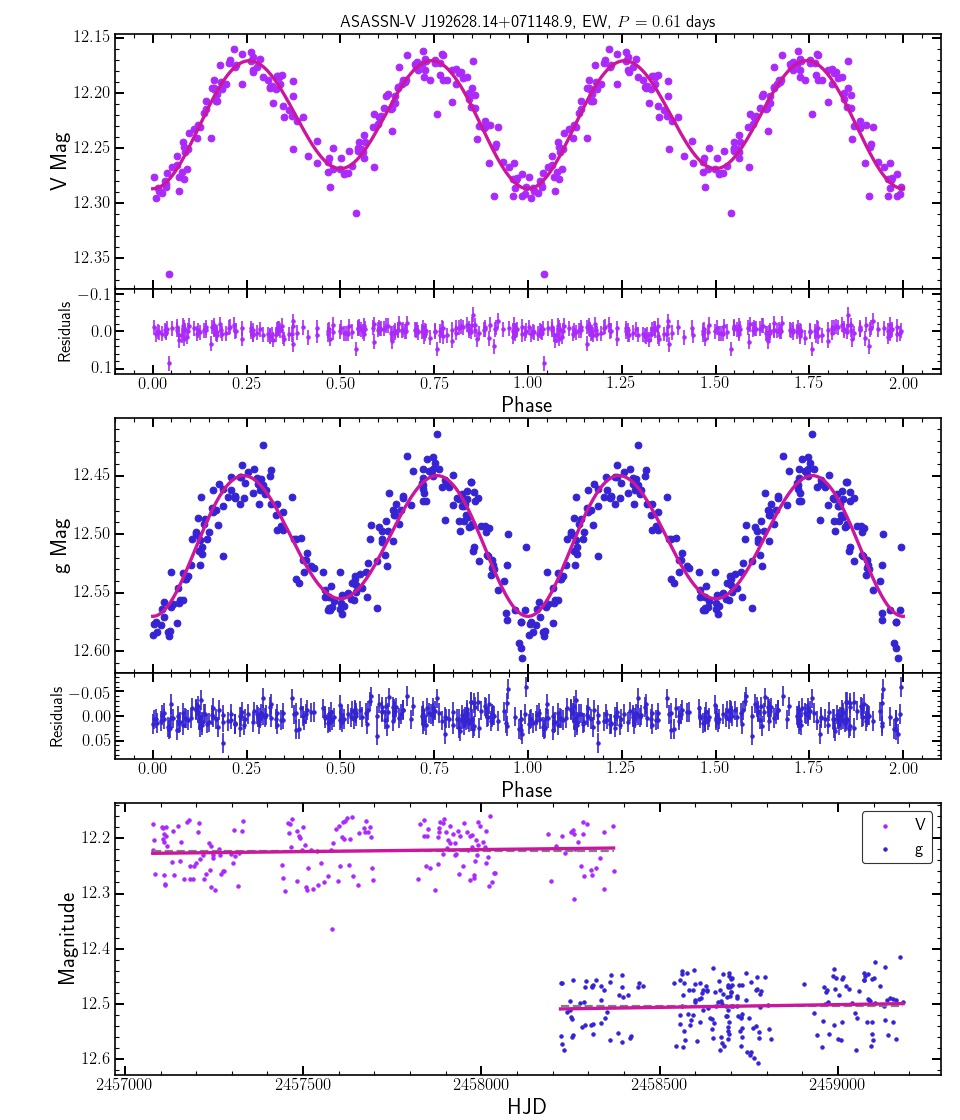 ASASSN-V J192628.14+071148.9, EW, P = 0.61 days
12.15
12.20
12.25
12.30
12.35
V Mag
−0.1
0.0
0.1
Residuals
0.00 0.25 0.50 0.75 1.00 1.25 1.50 1.75 2.00
Phase
12.45
12.50
12.55
12.60
g Mag
−0.05
0.00
0.05
Residuals
0.00 0.25 0.50 0.75 1.00 1.25 1.50 1.75 2.00
Phase
V
g
12.2
12.3
12.4
12.5
12.6
Magnitude
2457000 2457500 2458000 2458500 2459000
HJD